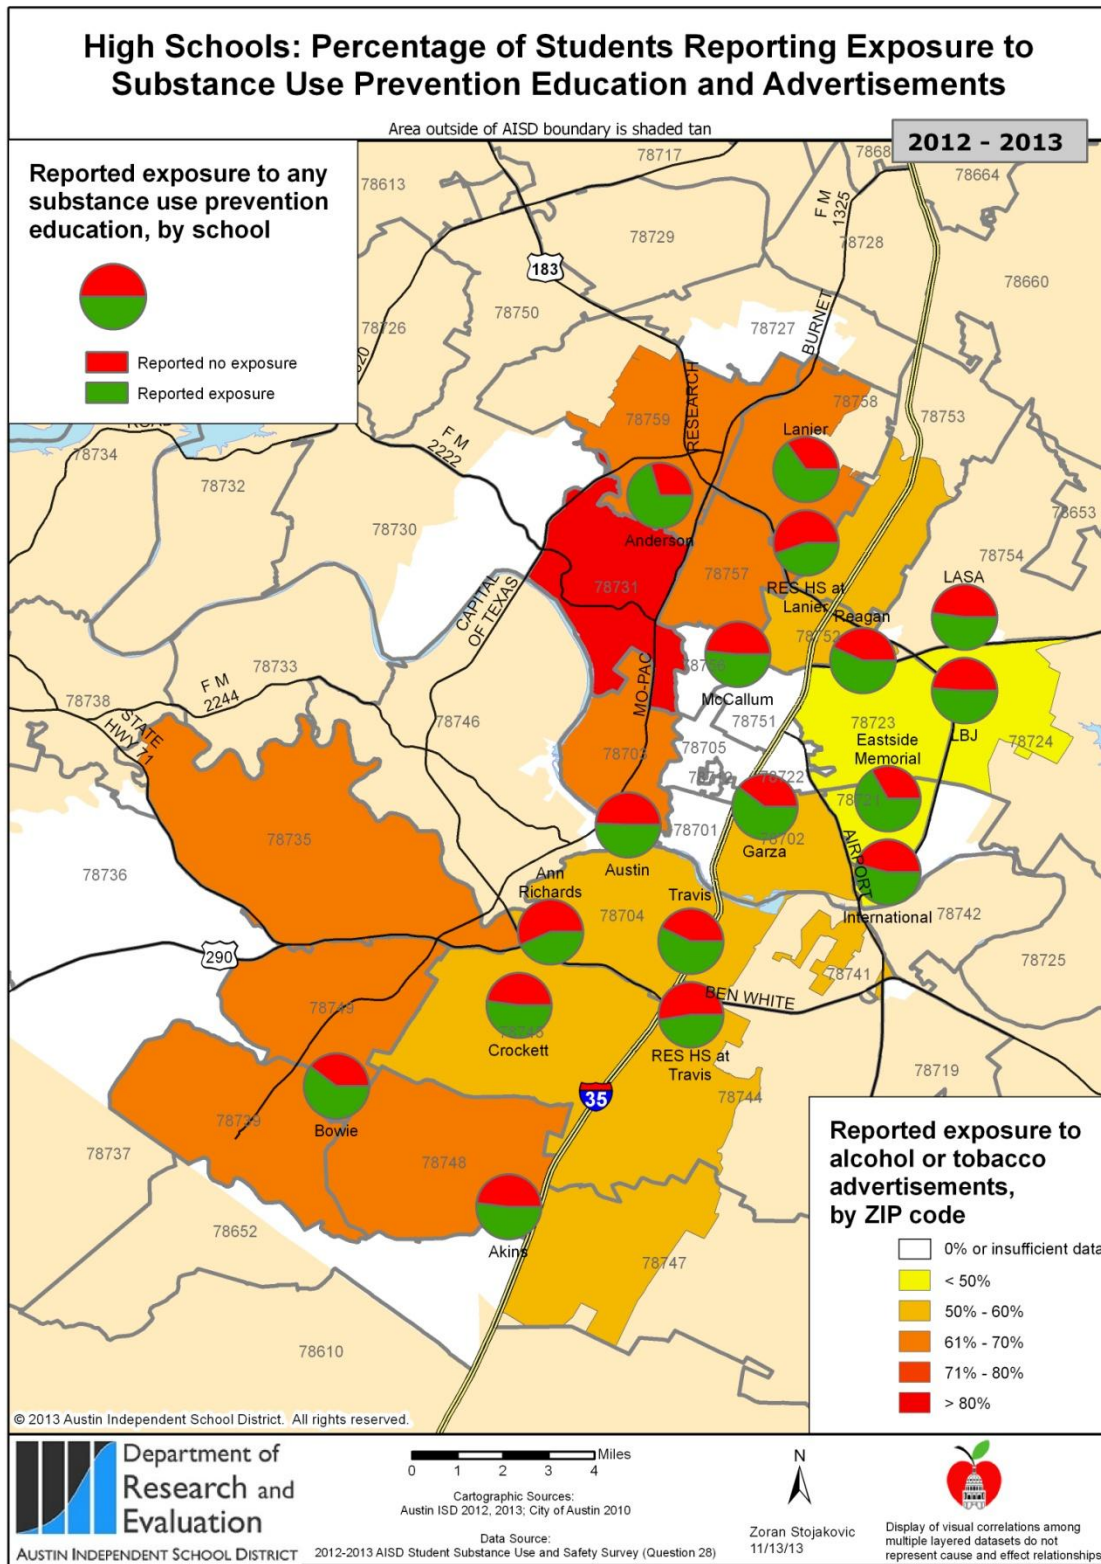 High Schools: Percentage of Students Reporting Exposure to
Substance Use Prevention Education and Advertisements
Area outside of AISD boundary is shaded tan
2012 - 2013
Reported exposure to any
substance use prevention
education, by school
Reported no exposure
Reported exposure
78717
78613
78664
F M
1325
78729
78728
183
78660
78750
78726
78727
BURNET
78759
RESEARCH
78758
78753
78734
F M
2222
Lanier
78732
78730
Anderson
78653
78754
78757
RES HS at
Lanier
LASA
78731
CAPITAL
OF TEXAS
Reagan
78752
78733
F M
2244
78738
STATE
HWY 71
78746
MO-PAC
McCallum
78751
78723
LBJ
78724
78703
78705
Eastside
Memorial
78722
78721
78701
78702
Garza
AIRPORT
78735
78736
Austin
Ann
Richards
Travis
78704
International
78742
290
78741
78725
BEN WHITE
78749
Crockett
RES HS at
Travis
35
78719
78744
78739
Bowie
78748
78737
78652
Akins
78747
78610
Reported exposure to
alcohol or tobacco
advertisements,
by ZIP code
0% or insufficient data
< 50%
50% - 60%
61% - 70%
71% - 80%
> 80%
© 2013 Austin Independent School District. All rights reserved.
Department of
Research and
Evaluation
AUSTIN INDEPENDENT SCHOOL DISTRICT
Miles
0 1 2 3 4
Cartographic Sources:
Austin ISD 2012, 2013; City of Austin 2010
Data Source:
2012-2013 AISD Student Substance Use and Safety Survey (Question 28)
N
Zoran Stojakovic
11/13/13
Display of visual correlations among
multiple layered datasets do not
represent cause and effect relationships